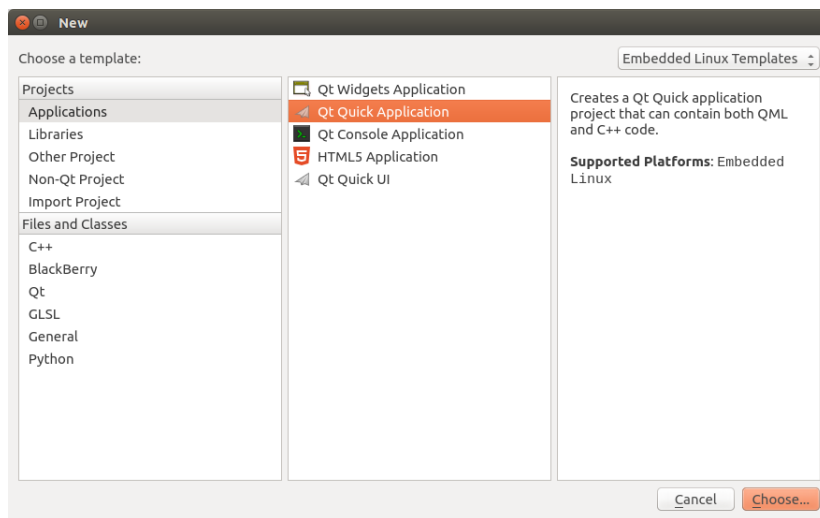 New
Choose a template:
Embedded Linux Templates
Projects
Applications
Libraries
Other Project
Non-Qt Project
Import Project
Files and Classes
C++
BlackBerry
Qt
GLSL
General
Python
Qt Widgets Application
Qt Quick Application
Qt Console Application
HTML5 Application
Qt Quick UI
Creates a Qt Quick application
project that can contain both QML
and C++ code.
Supported Platforms: Embedded
Linux
Cancel
Choose...